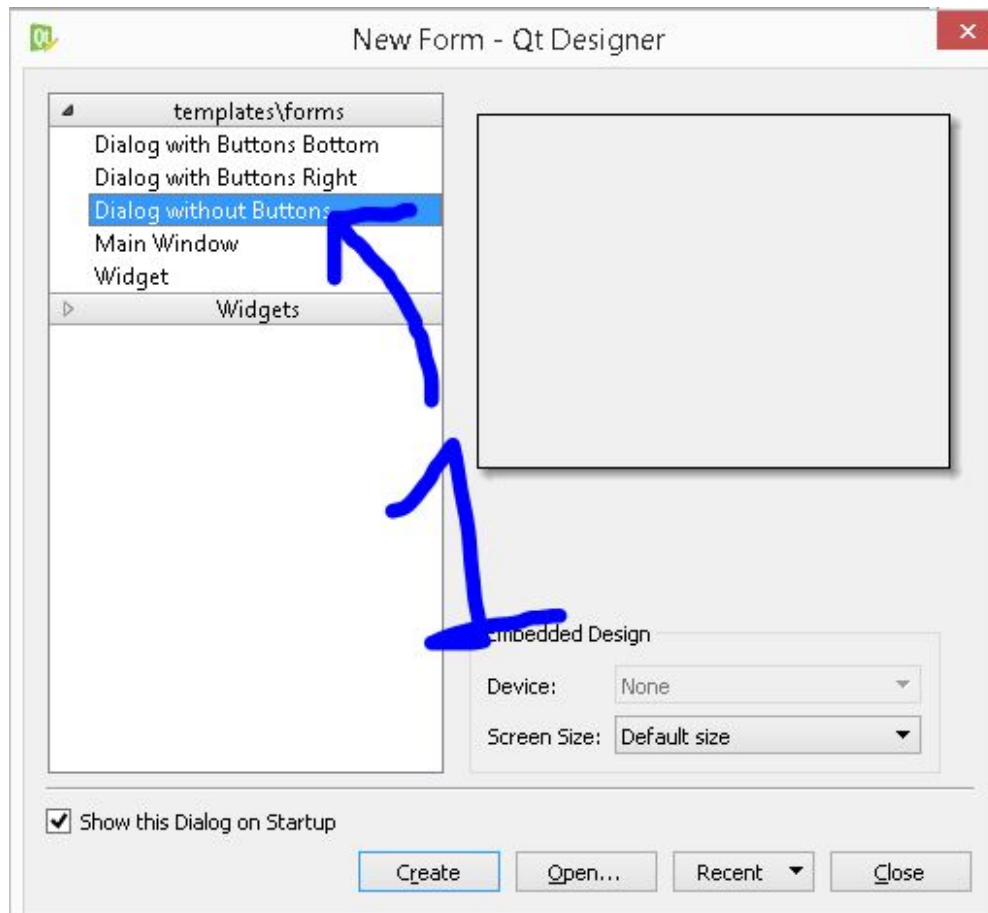 New Form - Qt Designer
templates\forms
Dialog with Buttons Bottom
Dialog with Buttons Right
Dialog without Buttons
Main Window
Widget
Widgets
1
Embedded Design
Device: None
Screen Size: Default size
Show this Dialog on Startup
Create Open... Recent Close